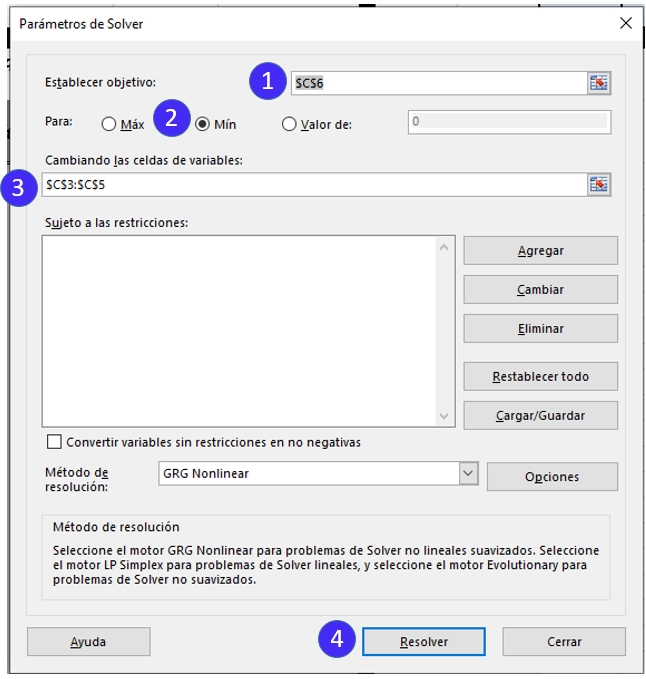 Parámetros de Solver
Establecer objetivo:
1
$C$6
Para:
Máx
2
Mín
Valor de:
0
Cambiando las celdas de variables:
3
$C$3:$C$5
Sujeto a las restricciones:
Agregar
Cambiar
Eliminar
Restablecer todo
Cargar/Guardar
Convertir variables sin restricciones en no negativas
Método de
resolución:
GRG Nonlinear
Opciones
Método de resolución
Seleccione el motor GRG Nonlinear para problemas de Solver no lineales suavizados. Seleccione
el motor LP Simplex para problemas de Solver lineales, y seleccione el motor Evolutionary para
problemas de Solver no suavizados.
Ayuda
4
Resolver
Cerrar